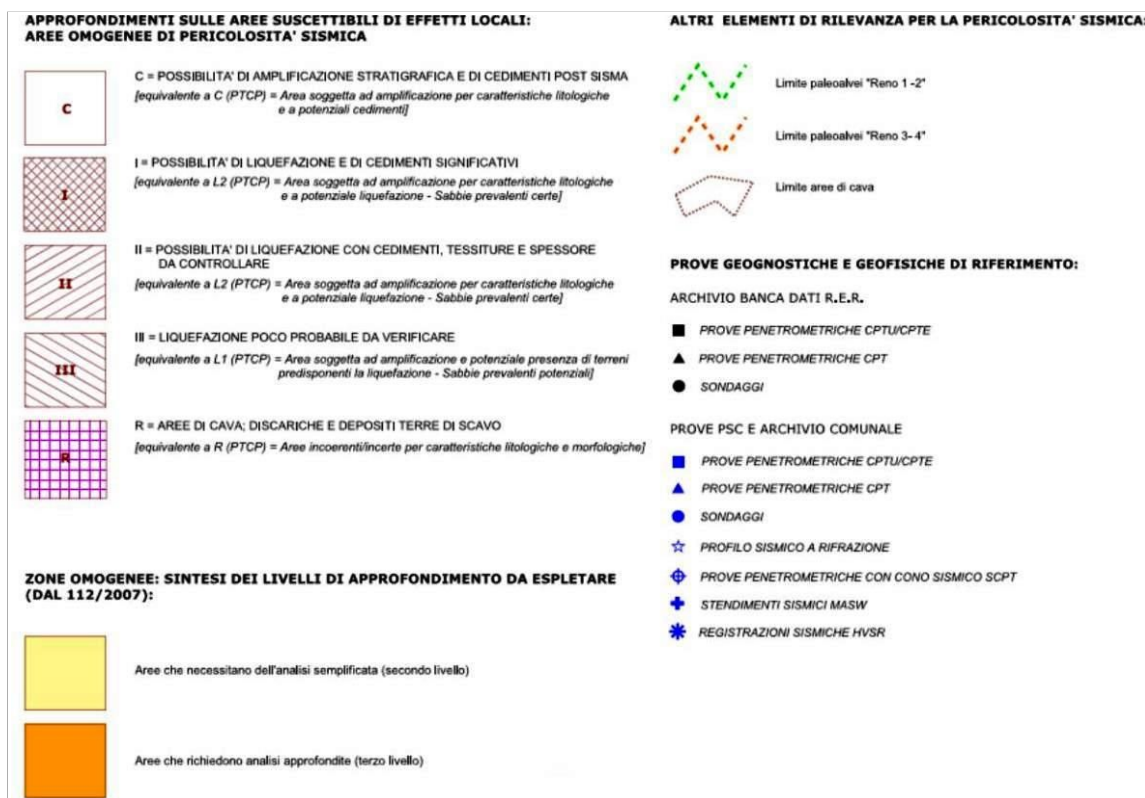 APPROFONDIMENTI SULLE AREE SUSCETTIBILI DI EFFETTI LOCALI:
AREE OMOGENEE DI PERICOLOSITA' SISMICA
C
C = POSSIBILITA' DI AMPLIFICAZIONE STRATIGRAFICA E DI CEDIMENTI POST SISMA
[equivalente a C (PTCP) = Area soggetta ad amplificazione per caratteristiche litologiche
e a potenziali cedimenti]
I
I = POSSIBILITA' DI LIQUEFAZIONE E DI CEDIMENTI SIGNIFICATIVI
[equivalente a L2 (PTCP) = Area soggetta ad amplificazione per caratteristiche litologiche
e a potenziale liquefazione - Sabbie prevalenti certe]
II
II = POSSIBILITA' DI LIQUEFAZIONE CON CEDIMENTI, TESSITURE E SPESSORE
DA CONTROLLARE
[equivalente a L2 (PTCP) = Area soggetta ad amplificazione per caratteristiche litologiche
e a potenziale liquefazione - Sabbie prevalenti certe]
III
III = LIQUEFAZIONE POCO PROBABILE DA VERIFICARE
[equivalente a L1 (PTCP) = Area soggetta ad amplificazione e potenziale presenza di terreni
predisponenti la liquefazione - Sabbie prevalenti potenziali]
R
R = AREE DI CAVA; DISCARICHE E DEPOSITI TERRE DI SCAVO
[equivalente a R (PTCP) = Aree incoerenti/incerte per caratteristiche litologiche e morfologiche]
ZONE OMOGENEE: SINTESI DEI LIVELLI DI APPROFONDIMENTO DA ESPLETARE
(DAL 112/2007):
Aree che necessitano dell'analisi semplificata (secondo livello)
Aree che richiedono analisi approfondite (terzo livello)
ALTRI ELEMENTI DI RILEVANZA PER LA PERICOLOSITA' SISMICA:
Limite paleoalvei "Reno 1 -2"
Limite paleoalvei "Reno 3- 4"
Limite aree di cava
PROVE GEOGNOSTICHE E GEOFISICHE DI RIFERIMENTO:
ARCHIVIO BANCA DATI R.E.R.
PROVE PENETROMETRICHE CPTU/CPTE
PROVE PENETROMETRICHE CPT
SONDAGGI
PROVE PSC E ARCHIVIO COMUNALE
PROVE PENETROMETRICHE CPTU/CPTE
PROVE PENETROMETRICHE CPT
SONDAGGI
PROFILO SISMICO A RIFRAZIONE
PROVE PENETROMETRICHE CON CONO SISMICO SCPT
STENDIMENTI SISMICI MASW
REGISTRAZIONI SISMICHE HVSR